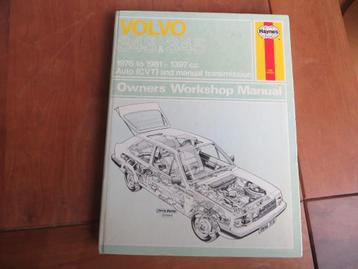 VOLVO
Haynes
343 & 345
1976 to 1981 - 1397 cc
Auto (CVT) and manual transmission
Owners Workshop Manual